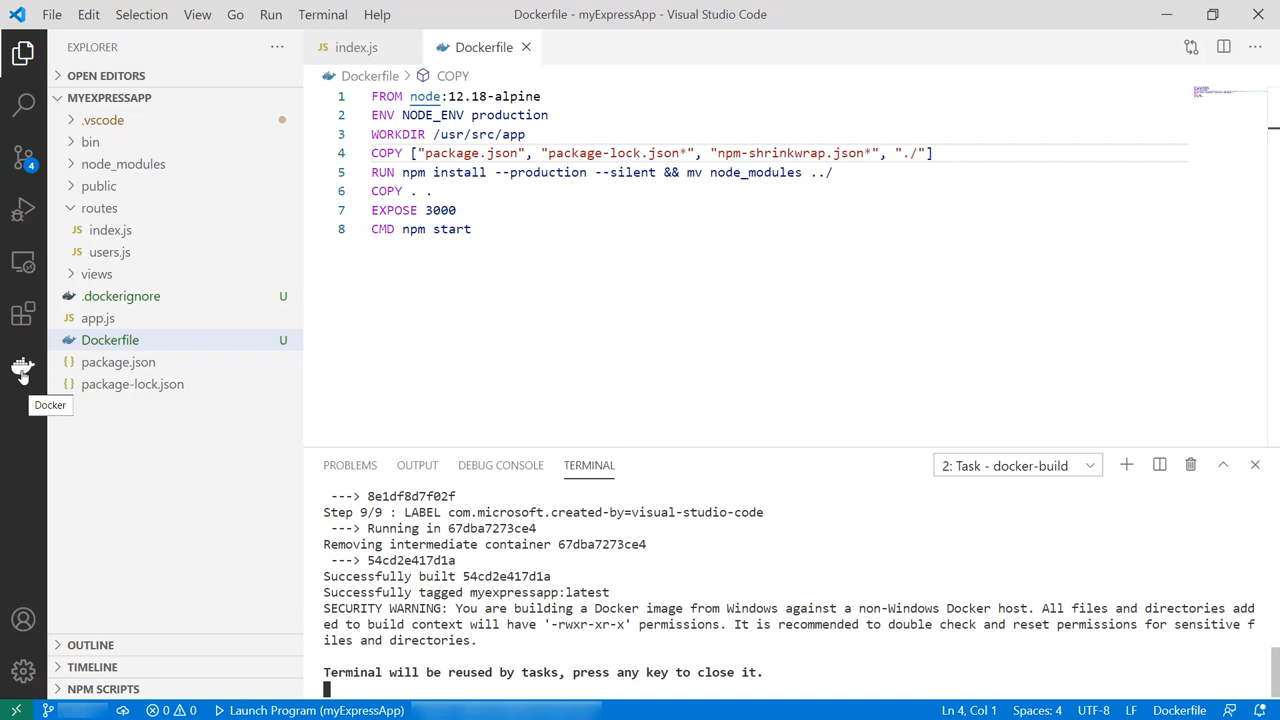 File Edit Selection View Go Run Terminal Help
Dockerfile - myExpressApp - Visual Studio Code
EXPLORER
OPEN EDITORS
MYEXPRESSAPP
.vscode
bin
node_modules
public
routes
JS index.js
JS users.js
views
.dockerignore U
JS app.js
Dockerfile U
{} package.json
{} package-lock.json
4
Docker
OUTLINE
TIMELINE
NPM SCRIPTS
JS index.js
Dockerfile
Dockerfile > COPY
1 FROM node:12.18-alpine
2 ENV NODE_ENV production
3 WORKDIR /usr/src/app
4 COPY ["package.json", "package-lock.json*", "npm-shrinkwrap.json*", "./"]
5 RUN npm install --production --silent && mv node_modules ../
6 COPY . .
7 EXPOSE 3000
8 CMD npm start
PROBLEMS OUTPUT DEBUG CONSOLE TERMINAL
2: Task - docker-build
---> 8e1df8d7f02f
Step 9/9 : LABEL com.microsoft.created-by=visual-studio-code
---> Running in 67dba7273ce4
Removing intermediate container 67dba7273ce4
---> 54cd2e417d1a
Successfully built 54cd2e417d1a
Successfully tagged myexpressapp:latest
SECURITY WARNING: You are building a Docker image from Windows against a non-Windows Docker host. All files and directories add
ed to build context will have '-rwxr-xr-x' permissions. It is recommended to double check and reset permissions for sensitive f
iles and directories.
Terminal will be reused by tasks, press any key to close it.
0 0 Launch Program (myExpressApp)
Ln 4, Col 1 Spaces: 4 UTF-8 LF Dockerfile